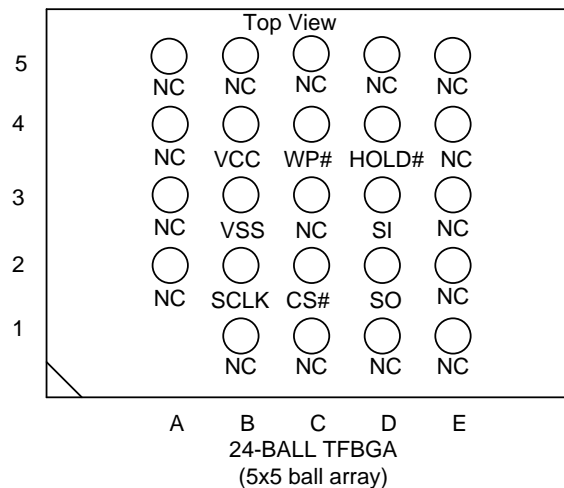 Top View
5
NC NC NC NC NC
4
NC VCC WP# HOLD# NC
3
NC VSS NC SI NC
2
NC SCLK CS# SO NC
1
NC NC NC NC
A B C D E
24-BALL TFBGA
(5x5 ball array)